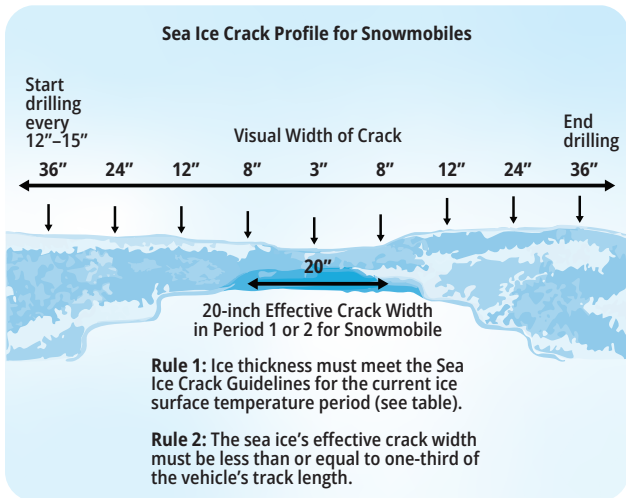 Sea Ice Crack Profile for Snowmobiles
Start
drilling
every
12”–15”
Visual Width of Crack
End
drilling
36” 24” 12” 8” 3” 8” 12” 24” 36”
20”
20-inch Effective Crack Width
in Period 1 or 2 for Snowmobile
Rule 1: Ice thickness must meet the Sea
Ice Crack Guidelines for the current ice
surface temperature period (see table).
Rule 2: The sea ice’s effective crack width
must be less than or equal to one-third of
the vehicle’s track length.